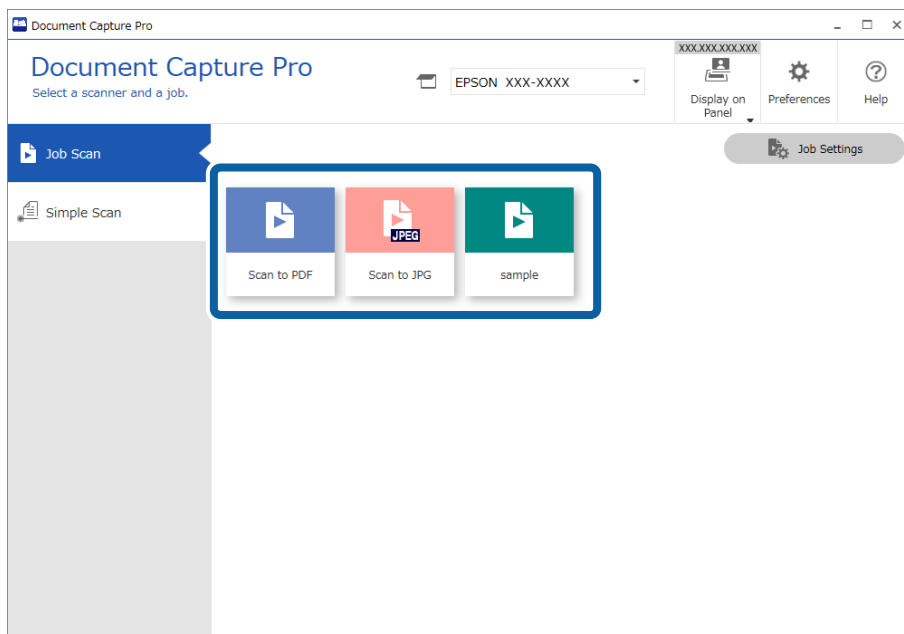 Document Capture Pro
Document Capture Pro
Select a scanner and a job.
EPSON XXX-XXXX
XXX.XXX.XXX.XXX
Display on
Panel
Preferences
Help
Job Scan
Job Settings
Simple Scan
JPEG
Scan to PDF
Scan to JPG
sample